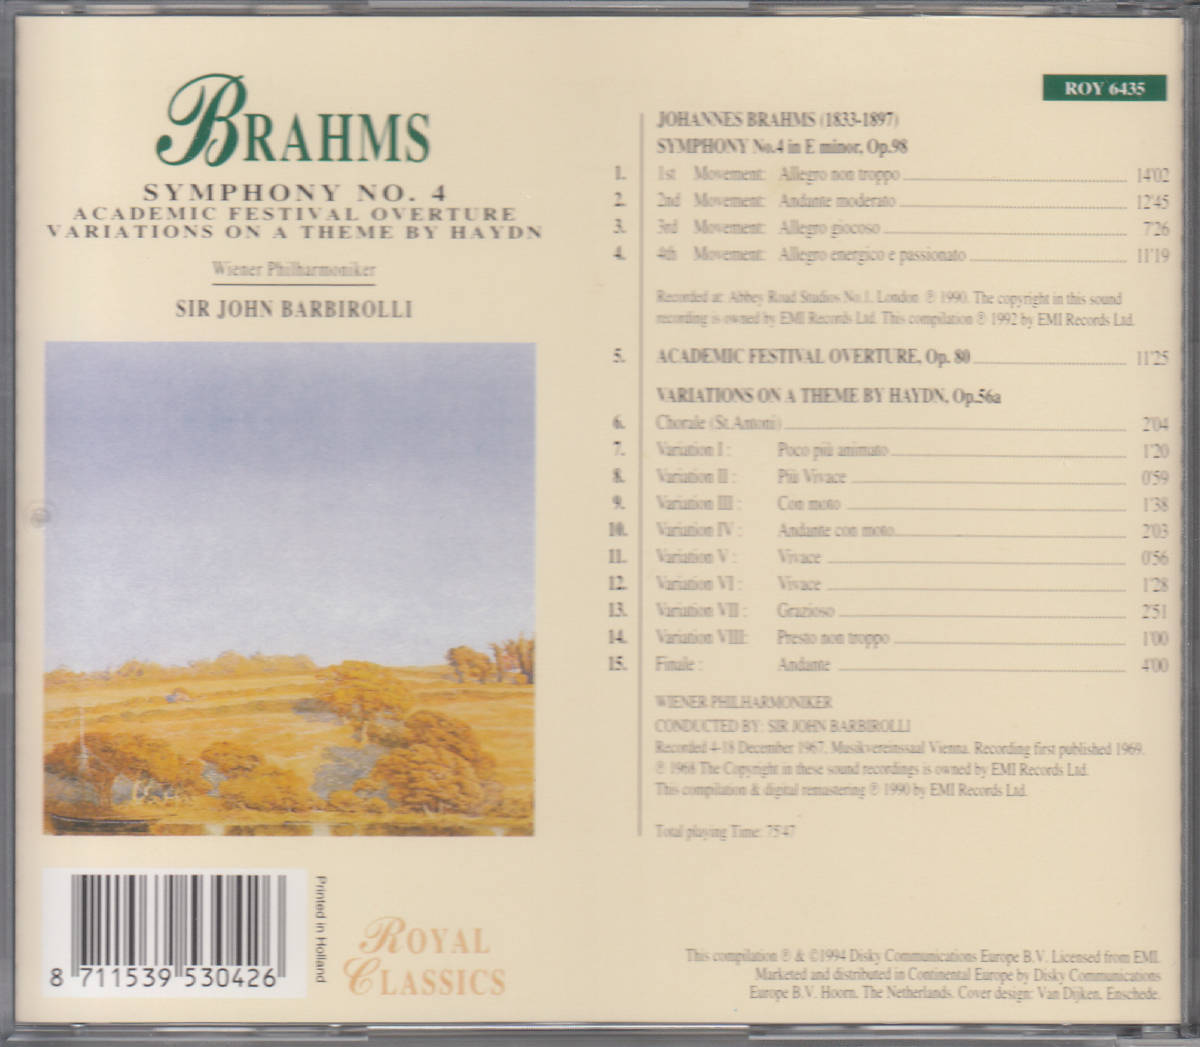 BRAHMS
SYMPHONY NO. 4
ACADEMIC FESTIVAL OVERTURE
VARIATIONS ON A THEME BY HAYDN
Wiener Philharmoniker
SIR JOHN BARBIROLLI
ROY 6435
JOHANNES BRAHMS (1833-1897)
SYMPHONY No.4 in E minor, Op.98
1. 1st Movement: Allegro non troppo 14'02
2. 2nd Movement: Andante moderato 12'45
3. 3rd Movement: Allegro giocoso 7'26
4. 4th Movement: Allegro energico e passionato 11'19
Recorded at: Abbey Road Studios No.1, London ℗ 1990. The copyright in this sound
recording is owned by EMI Records Ltd. This compilation ℗ 1992 by EMI Records Ltd.
5. ACADEMIC FESTIVAL OVERTURE, Op. 80 11'25
VARIATIONS ON A THEME BY HAYDN, Op.56a
6. Chorale (St.Antoni) 2'04
7. Variation I : Poco più animato 1'20
8. Variation II : Più Vivace 0'59
9. Variation III : Con moto 1'38
10. Variation IV : Andante con moto 2'03
11. Variation V : Vivace 0'56
12. Variation VI : Vivace 1'28
13. Variation VII : Grazioso 2'51
14. Variation VIII: Presto non troppo 1'00
15. Finale : Andante 4'00
WIENER PHILHARMONIKER
CONDUCTED BY: SIR JOHN BARBIROLLI
Recorded 4-18 December 1967, Musikvereinssaal Vienna. Recording first published 1969.
℗ 1968 The Copyright in these sound recordings is owned by EMI Records Ltd.
This compilation & digital remastering ℗ 1990 by EMI Records Ltd.
Total playing Time: 75'47
8 711539 530426
Printed in Holland
ROYAL
CLASSICS
This compilation ℗ & ©1994 Disky Communications Europe B.V. Licensed from EMI.
Marketed and distributed in Continental Europe by Disky Communications
Europe B.V. Hoorn, The Netherlands. Cover design: Van Dijken, Enschede.